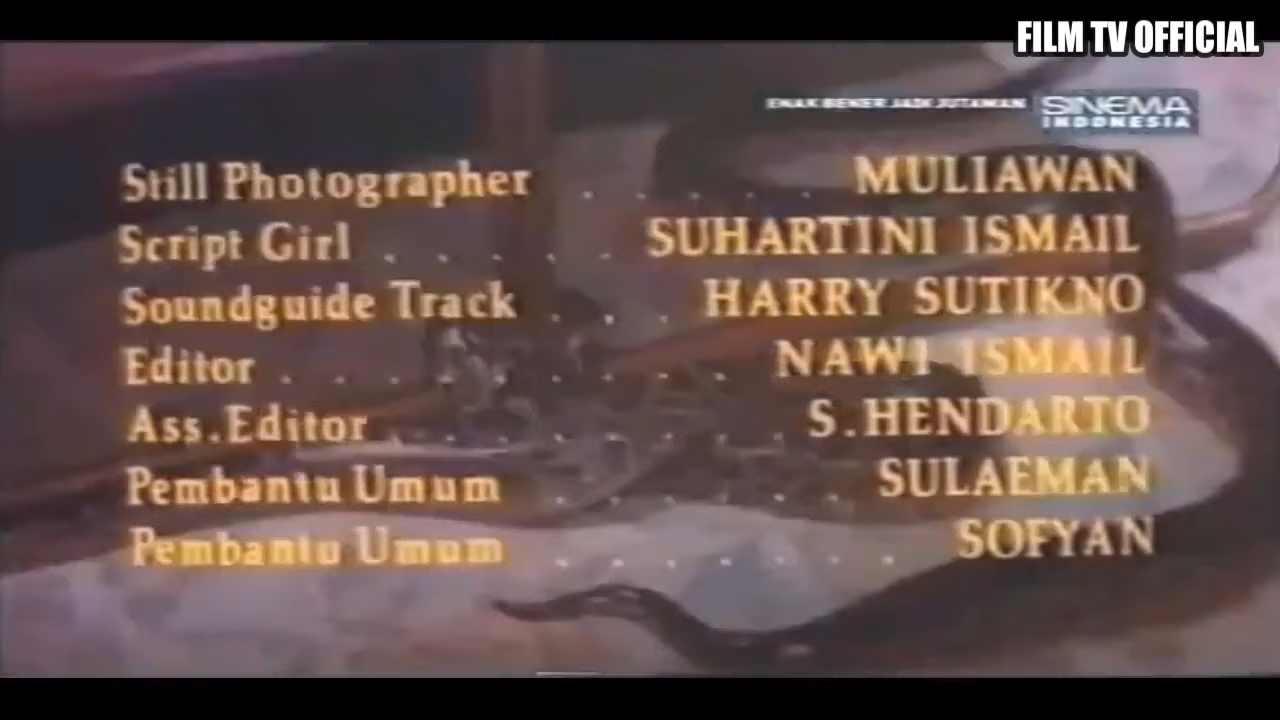 FILM TV OFFICIAL
ENAK BENER JADI JUTAWAN
SINEMA
INDONESIA
Still Photographer . . . . . . MULIAWAN
Script Girl . . . . . . SUHARTINI ISMAIL
Soundguide Track . . . HARRY SUTIKNO
Editor . . . . . . . . . NAWI ISMAIL
Ass.Editor . . . . . . . . S.HENDARTO
Pembantu Umum . . . . . . SULAEMAN
Pembantu Umum . . . . . . . SOFYAN